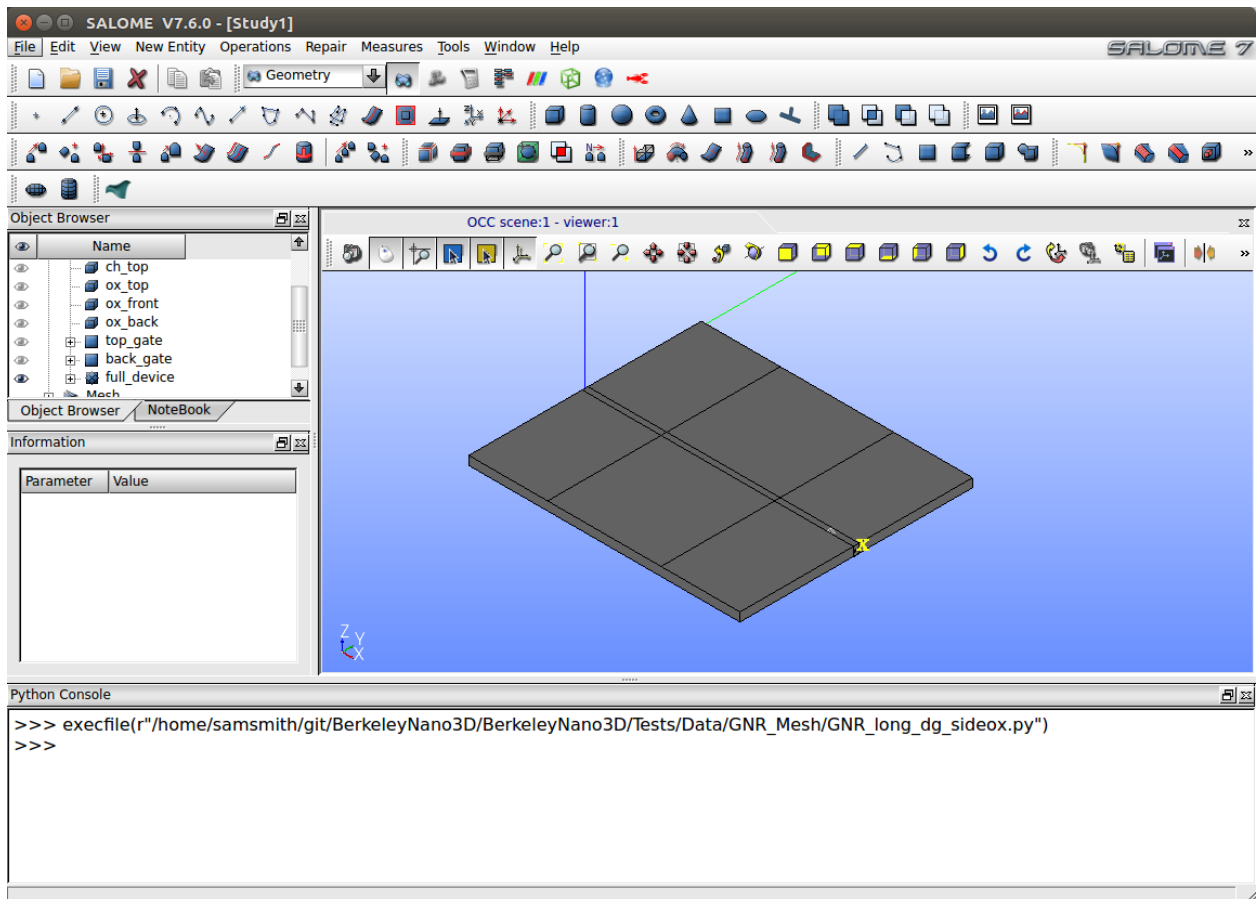 SALOME V7.6.0 - [Study1]
File Edit View New Entity Operations Repair Measures Tools Window Help
SALOME 7
Geometry
N→
»
Object Browser
OCC scene:1 - viewer:1
Name
»
ch_top
ox_top
ox_front
ox_back
top_gate
back_gate
full_device
Mesh
Object Browser NoteBook
Information
Parameter Value
X
Z
Y
X
Python Console
>>> execfile(r"/home/samsmith/git/BerkeleyNano3D/BerkeleyNano3D/Tests/Data/GNR_Mesh/GNR_long_dg_sideox.py")
>>>